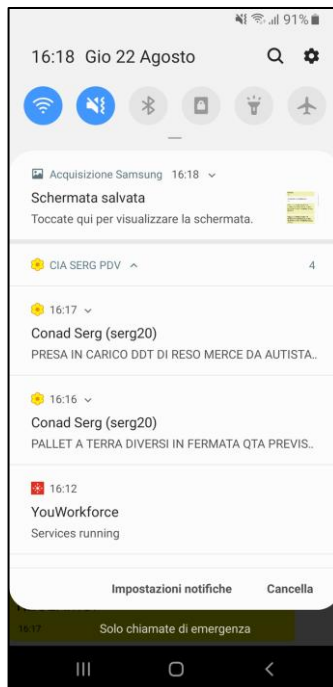 91%
16:18 Gio 22 Agosto
Acquisizione Samsung 16:18
Schermata salvata
Toccate qui per visualizzare la schermata.
CIA SERG PDV 4
16:17
Conad Serg (serg20)
PRESA IN CARICO DDT DI RESO MERCE DA AUTISTA..
16:16
Conad Serg (serg20)
PALLET A TERRA DIVERSI IN FERMATA QTA PREVIS..
16:12
YouWorkforce
Services running
Impostazioni notifiche Cancella
16:17 Solo chiamate di emergenza